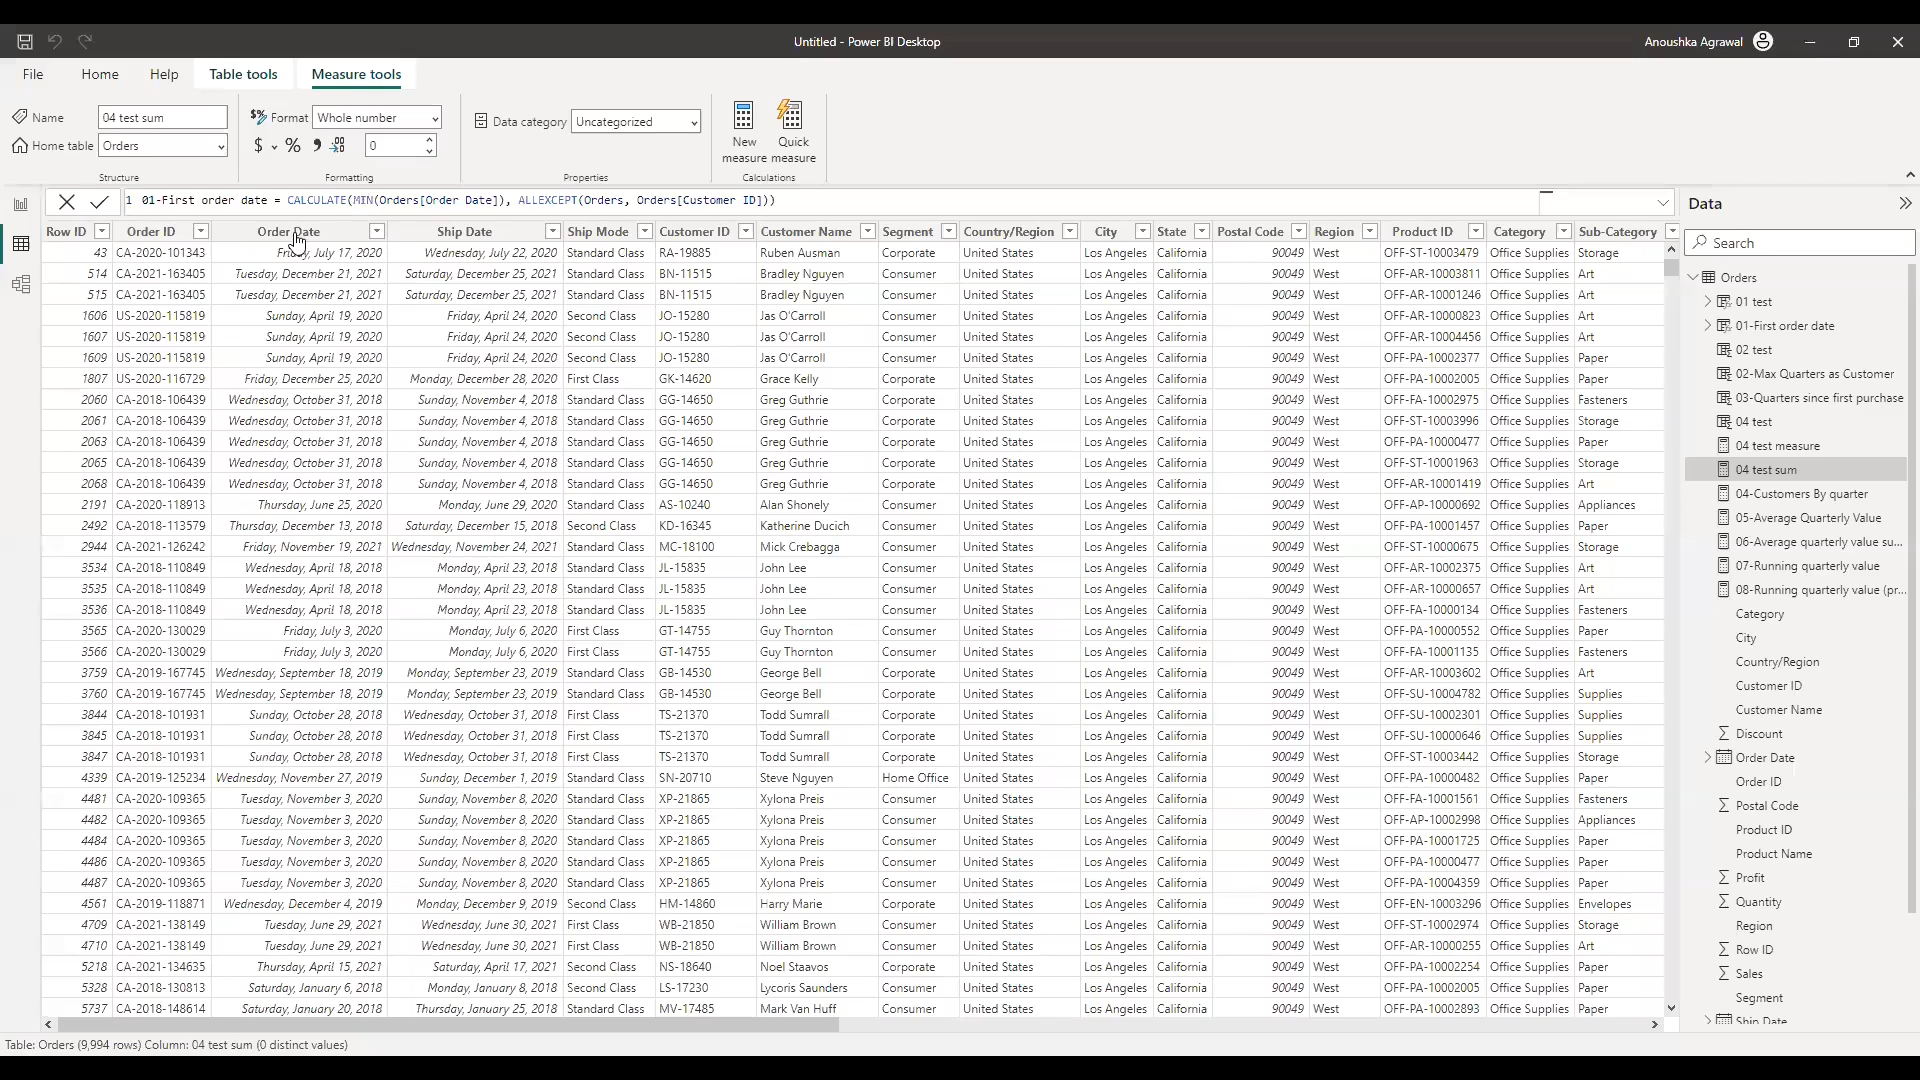 Untitled - Power BI Desktop
Anoushka Agrawal
File Home Help Table tools Measure tools
Name 04 test sum
Home table Orders
Structure
$% Format Whole number
$ % , 0
Formatting
Data category Uncategorized
Properties
New measure
Quick measure
Calculations
1 01-First order date = CALCULATE(MIN(Orders[Order Date]), ALLEXCEPT(Orders, Orders[Customer ID]))
Row ID Order ID Order Date Ship Date Ship Mode Customer ID Customer Name Segment Country/Region City State Postal Code Region Product ID Category Sub-Category
43 CA-2020-101343 Friday, July 17, 2020 Wednesday, July 22, 2020 Standard Class RA-19885 Ruben Ausman Corporate United States Los Angeles California 90049 West OFF-ST-10003479 Office Supplies Storage
514 CA-2021-163405 Tuesday, December 21, 2021 Saturday, December 25, 2021 Standard Class BN-11515 Bradley Nguyen Consumer United States Los Angeles California 90049 West OFF-AR-10003811 Office Supplies Art
515 CA-2021-163405 Tuesday, December 21, 2021 Saturday, December 25, 2021 Standard Class BN-11515 Bradley Nguyen Consumer United States Los Angeles California 90049 West OFF-AR-10001246 Office Supplies Art
1606 US-2020-115819 Sunday, April 19, 2020 Friday, April 24, 2020 Second Class JO-15280 Jas O'Carroll Consumer United States Los Angeles California 90049 West OFF-AR-10000823 Office Supplies Art
1607 US-2020-115819 Sunday, April 19, 2020 Friday, April 24, 2020 Second Class JO-15280 Jas O'Carroll Consumer United States Los Angeles California 90049 West OFF-AR-10004456 Office Supplies Art
1609 US-2020-115819 Sunday, April 19, 2020 Friday, April 24, 2020 Second Class JO-15280 Jas O'Carroll Consumer United States Los Angeles California 90049 West OFF-PA-10002377 Office Supplies Paper
1807 US-2020-116729 Friday, December 25, 2020 Monday, December 28, 2020 First Class GK-14620 Grace Kelly Corporate United States Los Angeles California 90049 West OFF-PA-10002005 Office Supplies Paper
2060 CA-2018-106439 Wednesday, October 31, 2018 Sunday, November 4, 2018 Standard Class GG-14650 Greg Guthrie Corporate United States Los Angeles California 90049 West OFF-FA-10002975 Office Supplies Fasteners
2061 CA-2018-106439 Wednesday, October 31, 2018 Sunday, November 4, 2018 Standard Class GG-14650 Greg Guthrie Corporate United States Los Angeles California 90049 West OFF-ST-10003996 Office Supplies Storage
2063 CA-2018-106439 Wednesday, October 31, 2018 Sunday, November 4, 2018 Standard Class GG-14650 Greg Guthrie Corporate United States Los Angeles California 90049 West OFF-PA-10000477 Office Supplies Paper
2065 CA-2018-106439 Wednesday, October 31, 2018 Sunday, November 4, 2018 Standard Class GG-14650 Greg Guthrie Corporate United States Los Angeles California 90049 West OFF-ST-10001963 Office Supplies Storage
2068 CA-2018-106439 Wednesday, October 31, 2018 Sunday, November 4, 2018 Standard Class GG-14650 Greg Guthrie Corporate United States Los Angeles California 90049 West OFF-AR-10001419 Office Supplies Art
2191 CA-2020-118913 Thursday, June 25, 2020 Monday, June 29, 2020 Standard Class AS-10240 Alan Shonely Consumer United States Los Angeles California 90049 West OFF-AP-10000692 Office Supplies Appliances
2492 CA-2018-113579 Thursday, December 13, 2018 Saturday, December 15, 2018 Second Class KD-16345 Katherine Ducich Consumer United States Los Angeles California 90049 West OFF-PA-10001457 Office Supplies Paper
2944 CA-2021-126242 Friday, November 19, 2021 Wednesday, November 24, 2021 Standard Class MC-18100 Mick Crebagga Consumer United States Los Angeles California 90049 West OFF-ST-10000675 Office Supplies Storage
3534 CA-2018-110849 Wednesday, April 18, 2018 Monday, April 23, 2018 Standard Class JL-15835 John Lee Consumer United States Los Angeles California 90049 West OFF-AR-10002375 Office Supplies Art
3535 CA-2018-110849 Wednesday, April 18, 2018 Monday, April 23, 2018 Standard Class JL-15835 John Lee Consumer United States Los Angeles California 90049 West OFF-AR-10000657 Office Supplies Art
3536 CA-2018-110849 Wednesday, April 18, 2018 Monday, April 23, 2018 Standard Class JL-15835 John Lee Consumer United States Los Angeles California 90049 West OFF-FA-10000134 Office Supplies Fasteners
3565 CA-2020-130029 Friday, July 3, 2020 Monday, July 6, 2020 First Class GT-14755 Guy Thornton Consumer United States Los Angeles California 90049 West OFF-PA-10000552 Office Supplies Paper
3566 CA-2020-130029 Friday, July 3, 2020 Monday, July 6, 2020 First Class GT-14755 Guy Thornton Consumer United States Los Angeles California 90049 West OFF-FA-10001135 Office Supplies Fasteners
3759 CA-2019-167745 Wednesday, September 18, 2019 Monday, September 23, 2019 Standard Class GB-14530 George Bell Corporate United States Los Angeles California 90049 West OFF-AR-10003602 Office Supplies Art
3760 CA-2019-167745 Wednesday, September 18, 2019 Monday, September 23, 2019 Standard Class GB-14530 George Bell Corporate United States Los Angeles California 90049 West OFF-SU-10004782 Office Supplies Supplies
3844 CA-2018-101931 Sunday, October 28, 2018 Wednesday, October 31, 2018 First Class TS-21370 Todd Sumrall Corporate United States Los Angeles California 90049 West OFF-SU-10002301 Office Supplies Supplies
3845 CA-2018-101931 Sunday, October 28, 2018 Wednesday, October 31, 2018 First Class TS-21370 Todd Sumrall Corporate United States Los Angeles California 90049 West OFF-SU-10000646 Office Supplies Supplies
3847 CA-2018-101931 Sunday, October 28, 2018 Wednesday, October 31, 2018 First Class TS-21370 Todd Sumrall Corporate United States Los Angeles California 90049 West OFF-ST-10003442 Office Supplies Storage
4339 CA-2019-125234 Wednesday, November 27, 2019 Sunday, December 1, 2019 Standard Class SN-20710 Steve Nguyen Home Office United States Los Angeles California 90049 West OFF-PA-10000482 Office Supplies Paper
4481 CA-2020-109365 Tuesday, November 3, 2020 Sunday, November 8, 2020 Standard Class XP-21865 Xylona Preis Consumer United States Los Angeles California 90049 West OFF-FA-10001561 Office Supplies Fasteners
4482 CA-2020-109365 Tuesday, November 3, 2020 Sunday, November 8, 2020 Standard Class XP-21865 Xylona Preis Consumer United States Los Angeles California 90049 West OFF-AP-10002998 Office Supplies Appliances
4484 CA-2020-109365 Tuesday, November 3, 2020 Sunday, November 8, 2020 Standard Class XP-21865 Xylona Preis Consumer United States Los Angeles California 90049 West OFF-PA-10001725 Office Supplies Paper
4486 CA-2020-109365 Tuesday, November 3, 2020 Sunday, November 8, 2020 Standard Class XP-21865 Xylona Preis Consumer United States Los Angeles California 90049 West OFF-PA-10000477 Office Supplies Paper
4487 CA-2020-109365 Tuesday, November 3, 2020 Sunday, November 8, 2020 Standard Class XP-21865 Xylona Preis Consumer United States Los Angeles California 90049 West OFF-PA-10004359 Office Supplies Paper
4561 CA-2019-118871 Wednesday, December 4, 2019 Monday, December 9, 2019 Second Class HM-14860 Harry Marie Corporate United States Los Angeles California 90049 West OFF-EN-10003296 Office Supplies Envelopes
4709 CA-2021-138149 Tuesday, June 29, 2021 Wednesday, June 30, 2021 First Class WB-21850 William Brown Consumer United States Los Angeles California 90049 West OFF-ST-10002974 Office Supplies Storage
4710 CA-2021-138149 Tuesday, June 29, 2021 Wednesday, June 30, 2021 First Class WB-21850 William Brown Consumer United States Los Angeles California 90049 West OFF-AR-10000255 Office Supplies Art
5218 CA-2021-134635 Thursday, April 15, 2021 Saturday, April 17, 2021 Second Class NS-18640 Noel Staavos Corporate United States Los Angeles California 90049 West OFF-PA-10002254 Office Supplies Paper
5328 CA-2018-130813 Saturday, January 6, 2018 Monday, January 8, 2018 Second Class LS-17230 Lycoris Saunders Consumer United States Los Angeles California 90049 West OFF-PA-10002005 Office Supplies Paper
5737 CA-2018-148614 Saturday, January 20, 2018 Thursday, January 25, 2018 Standard Class MV-17485 Mark Van Huff Consumer United States Los Angeles California 90049 West OFF-PA-10002893 Office Supplies Paper
Table: Orders (9,994 rows) Column: 04 test sum (0 distinct values)
Data
Search
Orders
01 test
01-First order date
02 test
02-Max Quarters as Customer
03-Quarters since first purchase
04 test
04 test measure
04 test sum
04-Customers By quarter
05-Average Quarterly Value
06-Average quarterly value su...
07-Running quarterly value
08-Running quarterly value (pr...
Category
City
Country/Region
Customer ID
Customer Name
Discount
Order Date
Order ID
Postal Code
Product ID
Product Name
Profit
Quantity
Region
Row ID
Sales
Segment
Ship Date